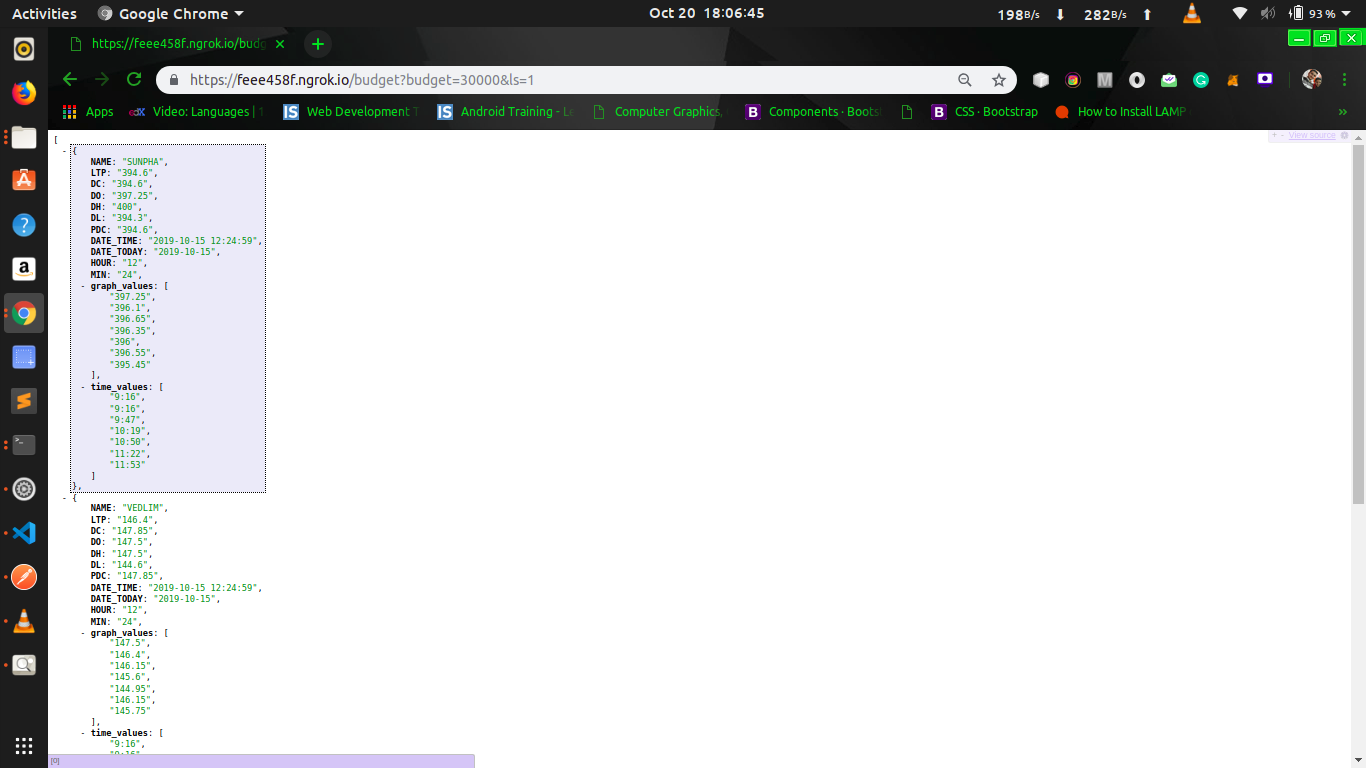 Activities
Google Chrome
Oct 20 18:06:45
198B/s
282B/s
93 %
https://feee458f.ngrok.io/budg
https://feee458f.ngrok.io/budget?budget=30000&ls=1
Apps
edX
Video: Languages |
IS
Web Development T
IS
Android Training - Le
Computer Graphics,
B
Components · Boots
B
CSS · Bootstrap
How to Install LAMP
+ - View source
[
- {
NAME: "SUNPHA",
LTP: "394.6",
DC: "394.6",
DO: "397.25",
DH: "400",
DL: "394.3",
PDC: "394.6",
DATE_TIME: "2019-10-15 12:24:59",
DATE_TODAY: "2019-10-15",
HOUR: "12",
MIN: "24",
- graph_values: [
"397.25",
"396.1",
"396.65",
"396.35",
"396",
"396.55",
"395.45"
],
- time_values: [
"9:16",
"9:16",
"9:47",
"10:19",
"10:50",
"11:22",
"11:53"
]
},
- {
NAME: "VEDLIM",
LTP: "146.4",
DC: "147.85",
DO: "147.5",
DH: "147.5",
DL: "144.6",
PDC: "147.85",
DATE_TIME: "2019-10-15 12:24:59",
DATE_TODAY: "2019-10-15",
HOUR: "12",
MIN: "24",
- graph_values: [
"147.5",
"146.4",
"146.15",
"145.6",
"144.95",
"146.15",
"145.75"
],
- time_values: [
"9:16",
[0]